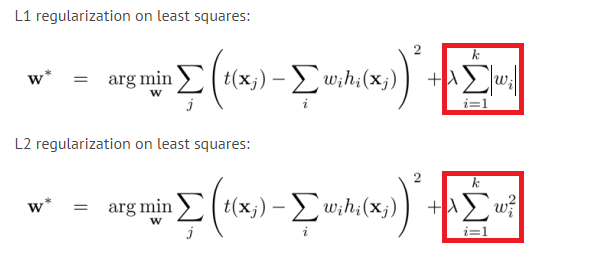 L1 regularization on least squares:
w* = arg min_w ∑_j ( t(x_j) − ∑_i w_i h_i(x_j) )² + λ ∑_{i=1}^{k} |w_i|
L2 regularization on least squares:
w* = arg min_w ∑_j ( t(x_j) − ∑_i w_i h_i(x_j) )² + λ ∑_{i=1}^{k} w_i²